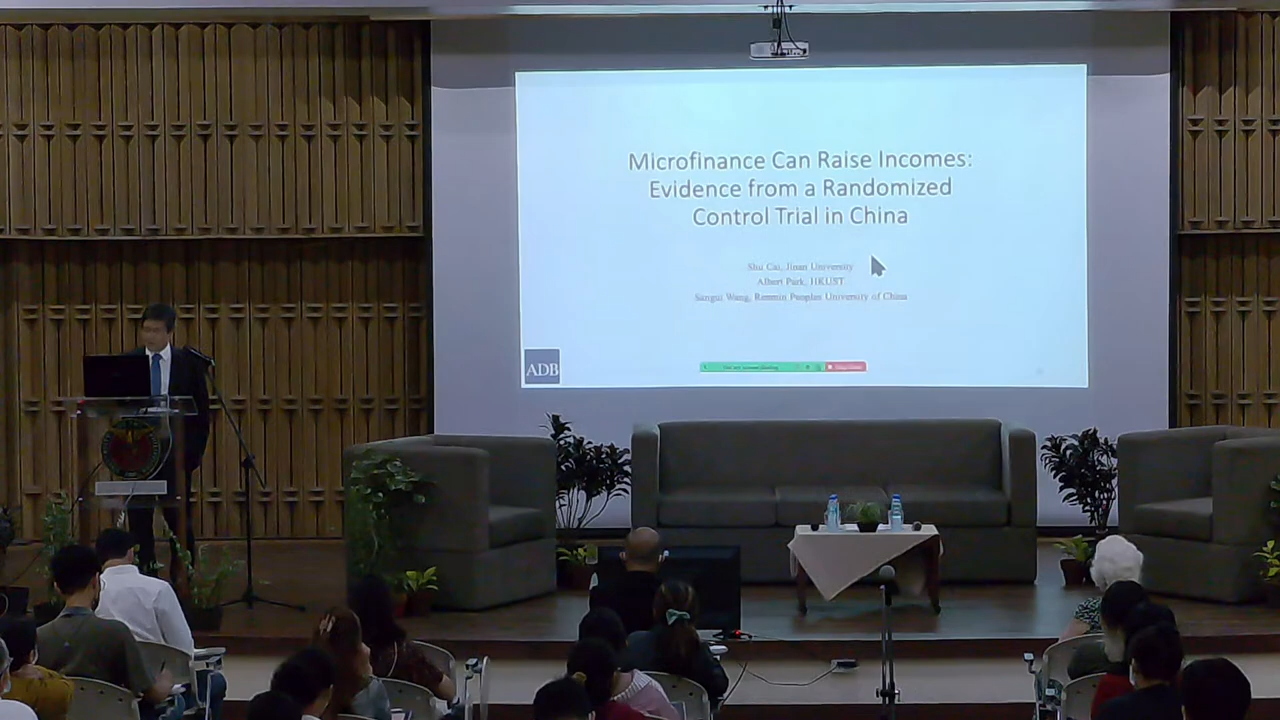 Microfinance Can Raise Incomes:
Evidence from a Randomized
Control Trial in China
Shu Cai, Jinan University
Albert Park, HKUST
Sangui Wang, Renmin Peoples University of China
ADB